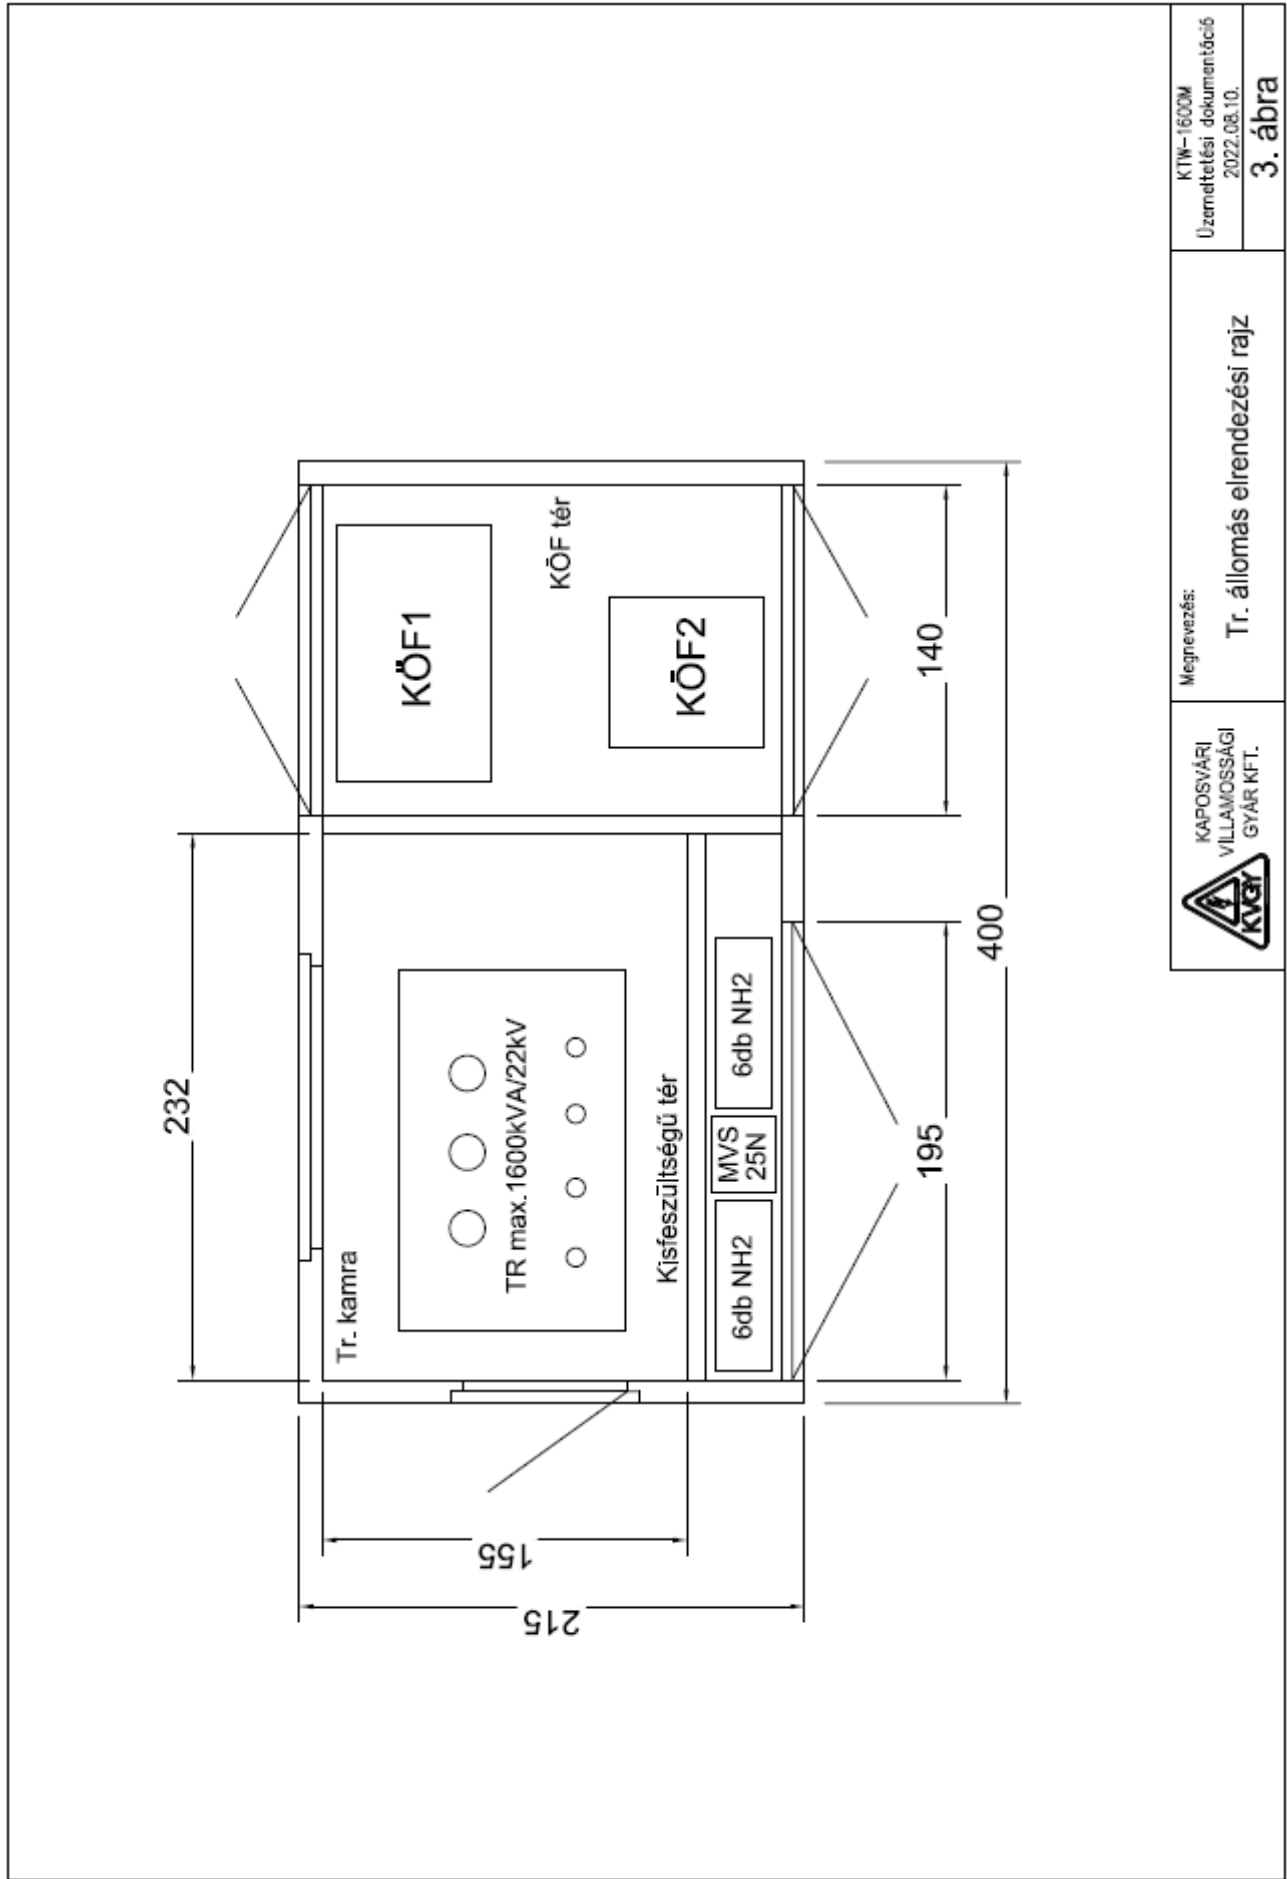 232
215
155
Tr. kamra
TR max.1600kVA/22kV
Kisfeszültségű tér
6db NH2
MVS
25N
6db NH2
KÖF1
KÖF tér
KÖF2
195
140
400
KVGY
KAPOSVÁRI
VILLAMOSSÁGI
GYÁR KFT.
Megnevezés:
Tr. állomás elrendezési rajz
KTW-1600M
Üzemeltetési dokumentáció
2022.08.10.
3. ábra